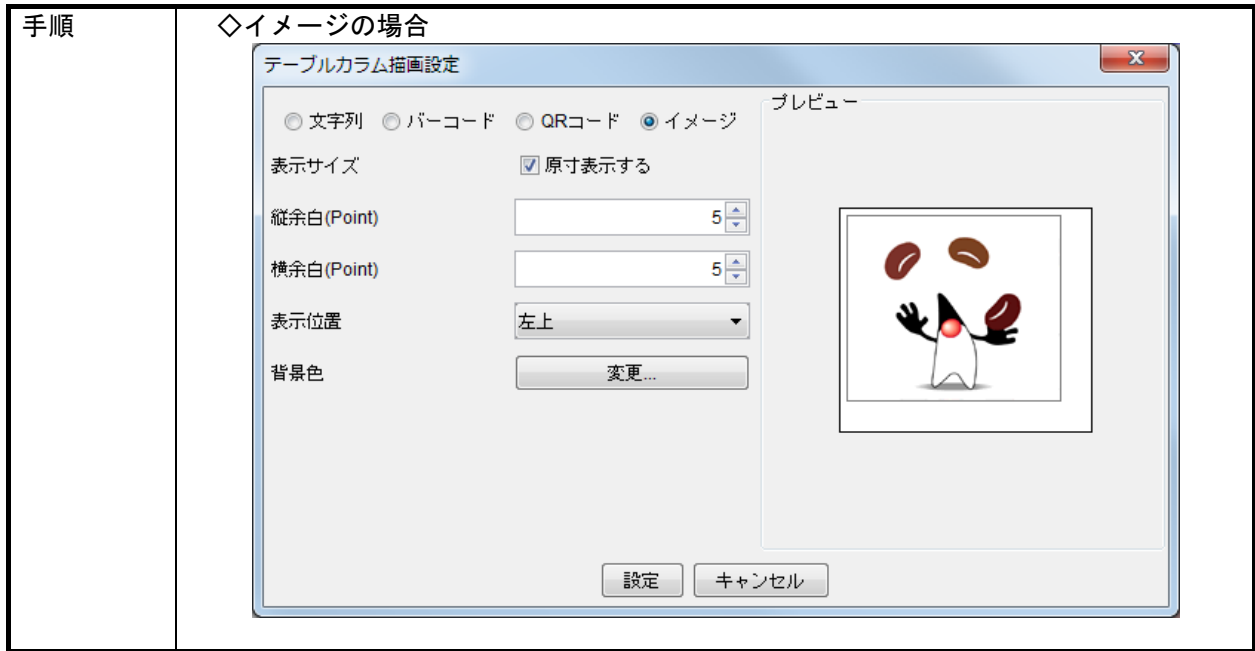 手順
◇イメージの場合
テーブルカラム描画設定
文字列 バーコード QRコード イメージ
プレビュー
表示サイズ 原寸表示する
縦余白(Point) 5
横余白(Point) 5
表示位置 左上
背景色 変更...
設定 キャンセル